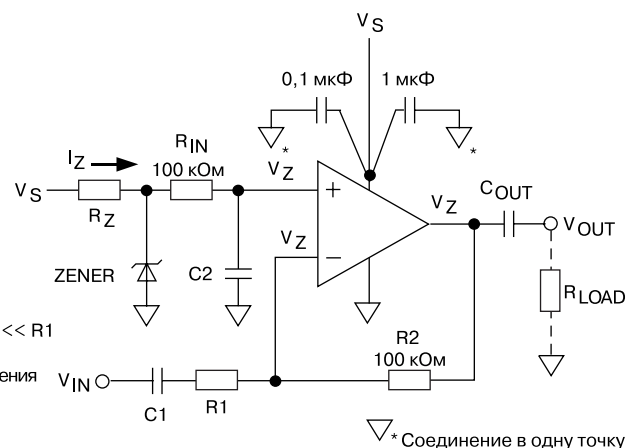 V_S
0,1 мкФ
1 мкФ
*
*
I_Z
R_IN
100 кОм
V_Z
V_S
R_Z
+
V_Z
C_OUT
V_OUT
V_Z
−
ZENER
C2
R_LOAD
<< R1
R2
100 кОм
ения
V_IN
C1
R1
* Соединение в одну точку